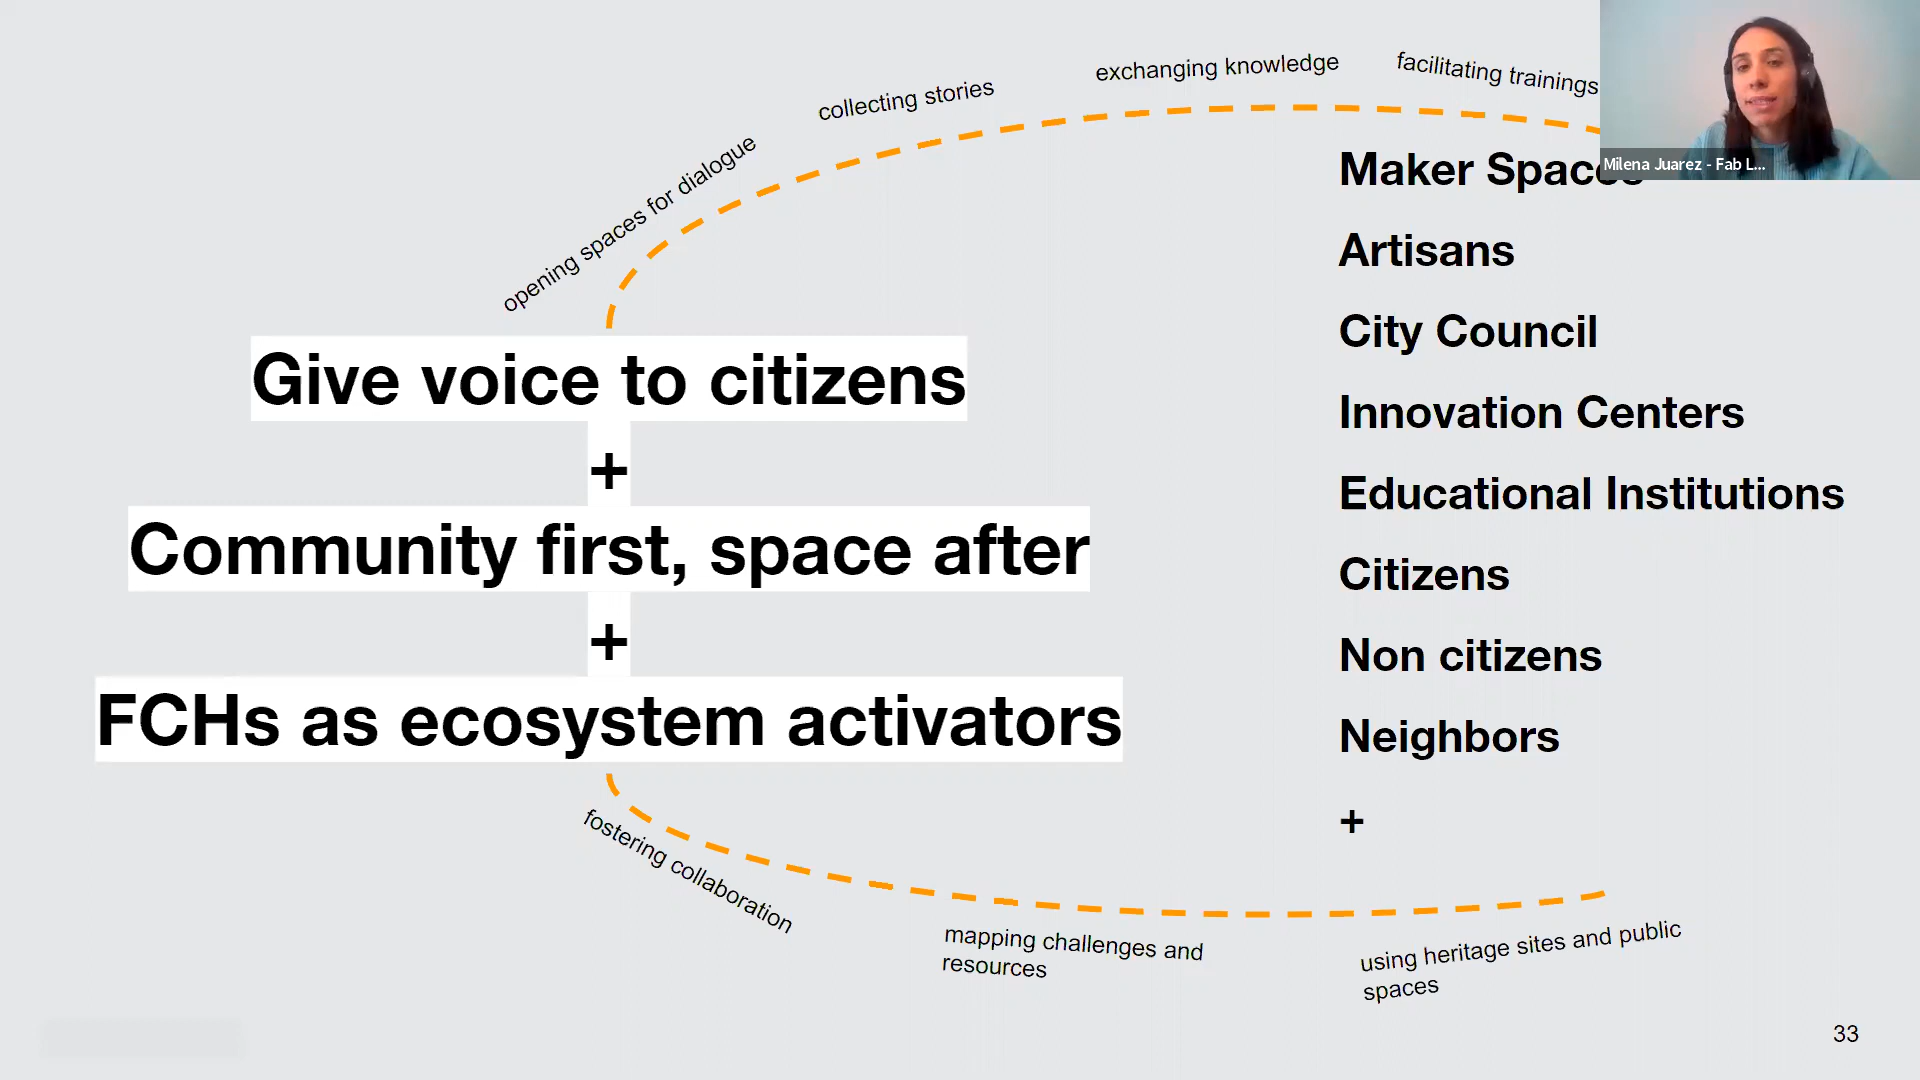 opening spaces for dialogue
collecting stories
exchanging knowledge
facilitating trainings
Milena Juarez - Fab L...
Give voice to citizens
+
Community first, space after
+
FCHs as ecosystem activators
Maker Spaces
Artisans
City Council
Innovation Centers
Educational Institutions
Citizens
Non citizens
Neighbors
+
fostering collaboration
mapping challenges and
resources
using heritage sites and public
spaces
33